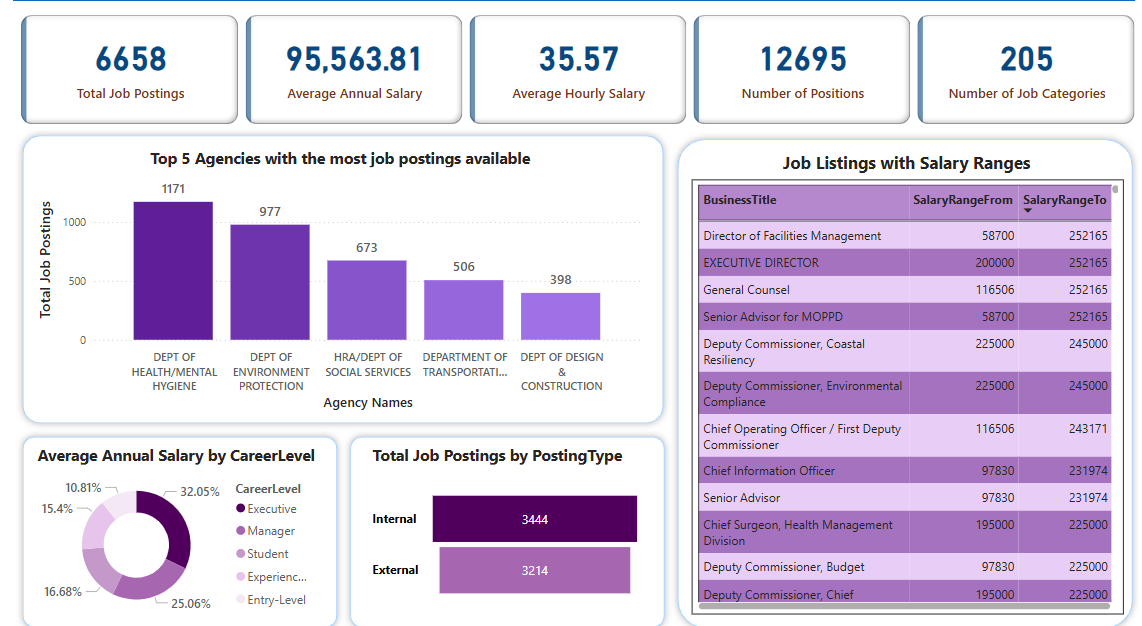 6658
Total Job Postings
95,563.81
Average Annual Salary
35.57
Average Hourly Salary
12695
Number of Positions
205
Number of Job Categories
Top 5 Agencies with the most job postings available
Total Job Postings
1000
500
0
1171
977
673
506
398
DEPT OF
HEALTH/MENTAL
HYGIENE
DEPT OF
ENVIRONMENT
PROTECTION
HRA/DEPT OF
SOCIAL SERVICES
DEPARTMENT OF
TRANSPORTATI...
DEPT OF DESIGN
&
CONSTRUCTION
Agency Names
Average Annual Salary by CareerLevel
10.81%
32.05%
15.4%
16.68%
25.06%
CareerLevel
Executive
Manager
Student
Experienc...
Entry-Level
Total Job Postings by PostingType
Internal
3444
External
3214
Job Listings with Salary Ranges
BusinessTitle SalaryRangeFrom SalaryRangeTo
Director of Facilities Management 58700 252165
EXECUTIVE DIRECTOR 200000 252165
General Counsel 116506 252165
Senior Advisor for MOPPD 58700 252165
Deputy Commissioner, Coastal 225000 245000
Resiliency
Deputy Commissioner, Environmental 225000 245000
Compliance
Chief Operating Officer / First Deputy 116506 243171
Commissioner
Chief Information Officer 97830 231974
Senior Advisor 97830 231974
Chief Surgeon, Health Management 195000 225000
Division
Deputy Commissioner, Budget 97830 225000
Deputy Commissioner, Chief 195000 225000